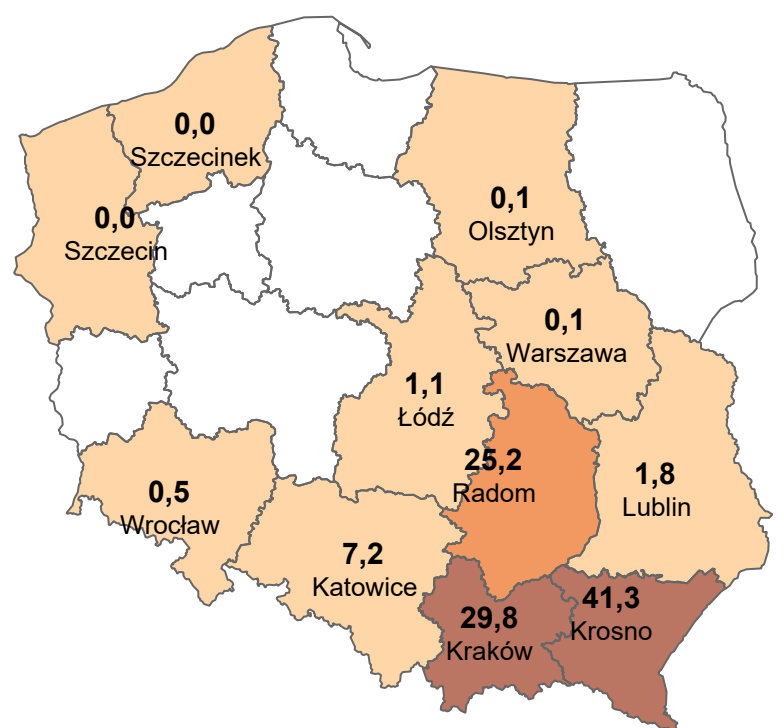 0,0
Szczecinek
0,0
Szczecin
0,1
Olsztyn
0,1
Warszawa
1,1
Łódź
25,2
Radom
1,8
Lublin
0,5
Wrocław
7,2
Katowice
29,8
Kraków
41,3
Krosno